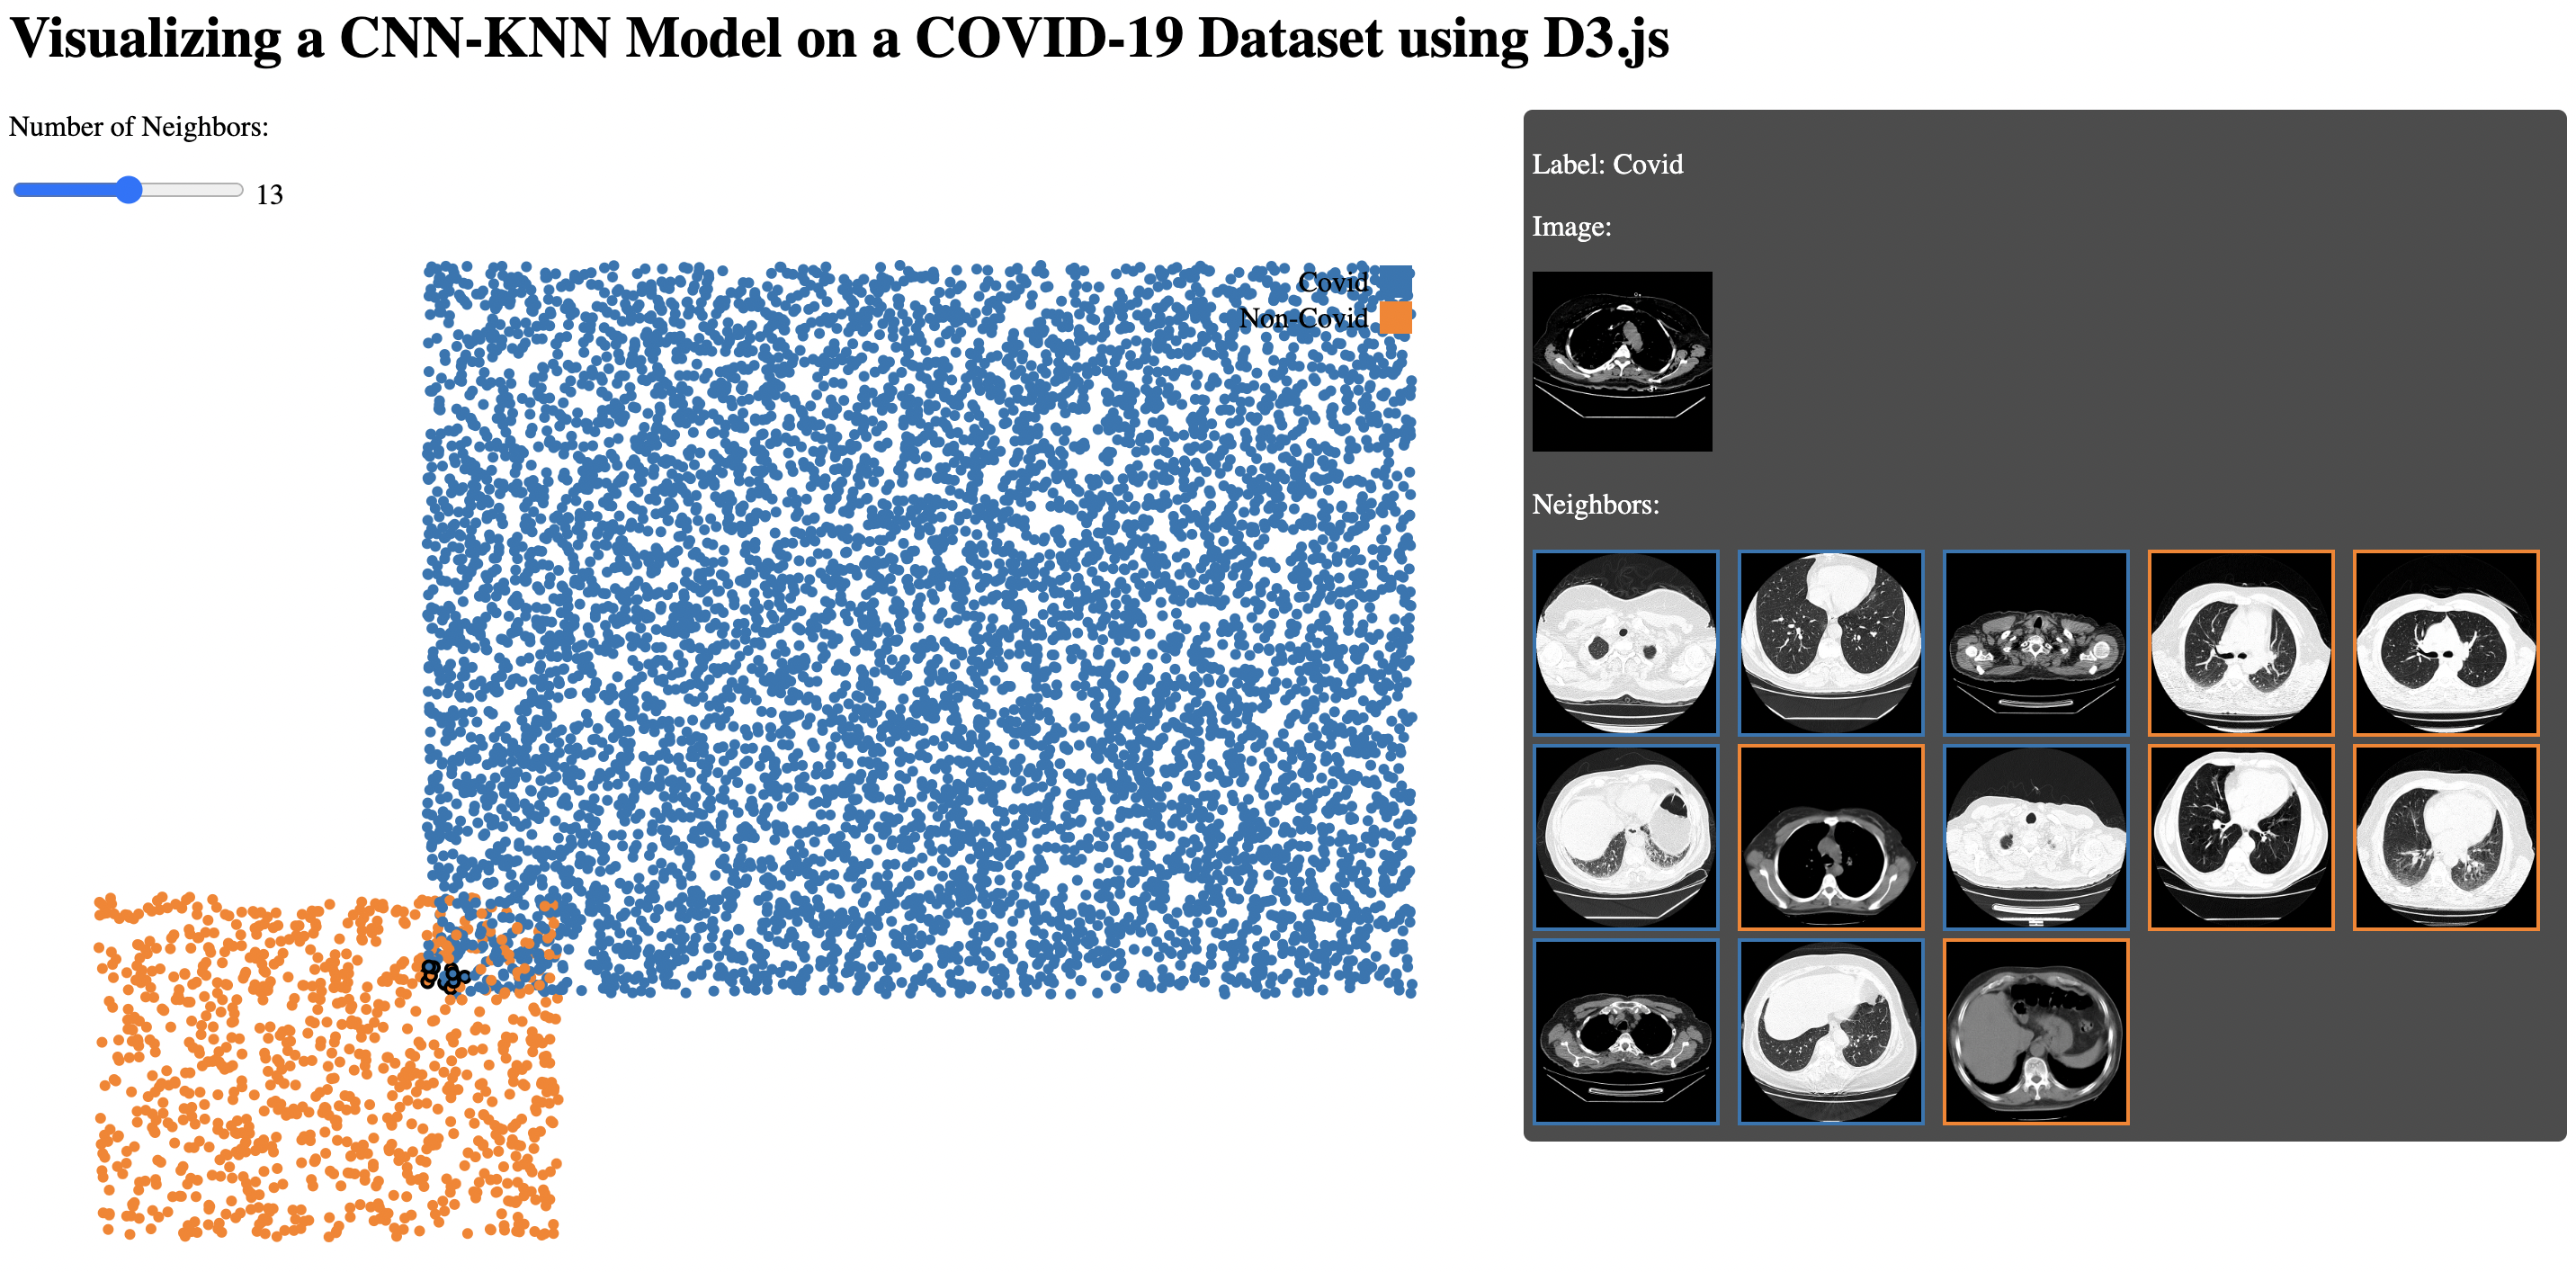 Visualizing a CNN-KNN Model on a COVID-19 Dataset using D3.js
Number of Neighbors:
13
Covid
Non-Covid
Label: Covid
Image:
Neighbors: